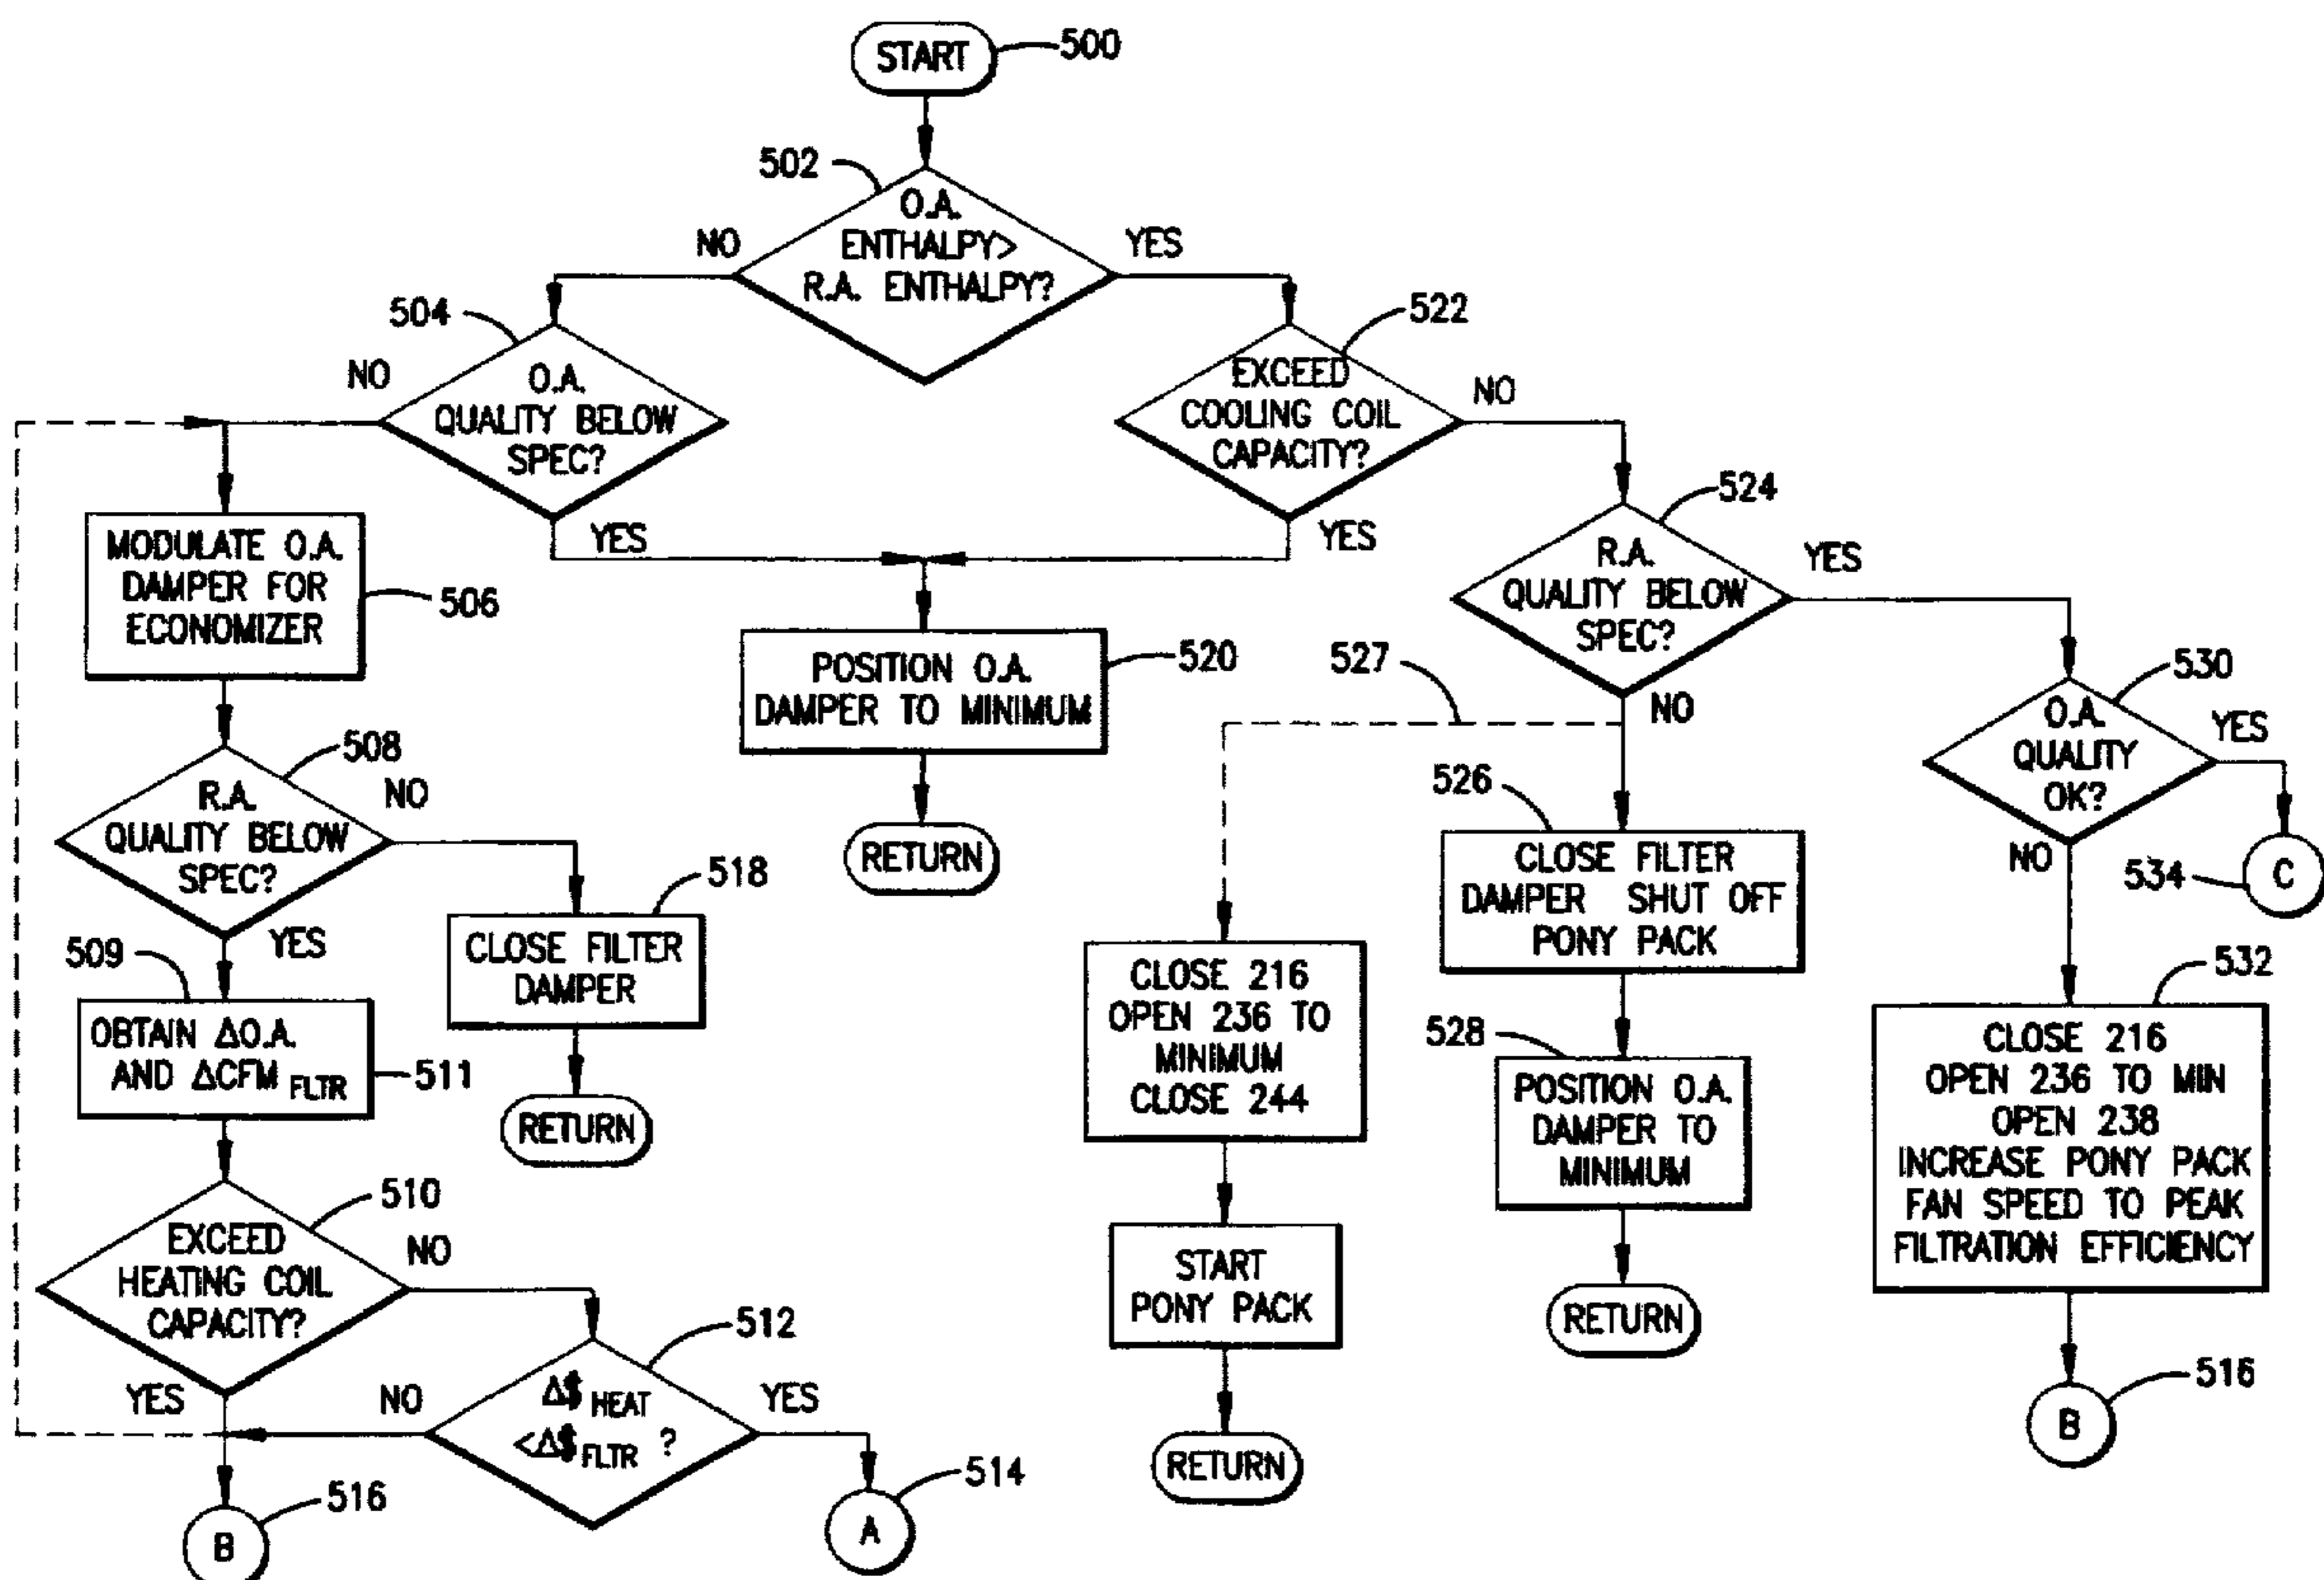 START
500
502
O.A.
ENTHALPY>
R.A. ENTHALPY?
NO
YES
504
NO
O.A.
QUALITY BELOW
SPEC?
YES
522
EXCEED
COOLING COIL
CAPACITY?
NO
YES
524
R.A.
QUALITY BELOW
SPEC?
YES
NO
527
MODULATE O.A.
DAMPER FOR
ECONOMIZER
506
POSITION O.A.
DAMPER TO MINIMUM
520
RETURN
530
O.A.
QUALITY
OK?
YES
NO
534
C
508
R.A.
QUALITY BELOW
SPEC?
NO
YES
518
CLOSE FILTER
DAMPER
RETURN
526
CLOSE FILTER
DAMPER SHUT OFF
PONY PACK
528
POSITION O.A.
DAMPER TO
MINIMUM
RETURN
CLOSE 216
OPEN 236 TO
MINIMUM
CLOSE 244
START
PONY PACK
RETURN
532
CLOSE 216
OPEN 236 TO MIN
OPEN 238
INCREASE PONY PACK
FAN SPEED TO PEAK
FILTRATION EFFICIENCY
516
B
509
OBTAIN ΔO.A.
AND ΔCFM FLTR
511
510
EXCEED
HEATING COIL
CAPACITY?
NO
YES
512
Δ$ HEAT
<Δ$ FLTR ?
NO
YES
514
A
516
B